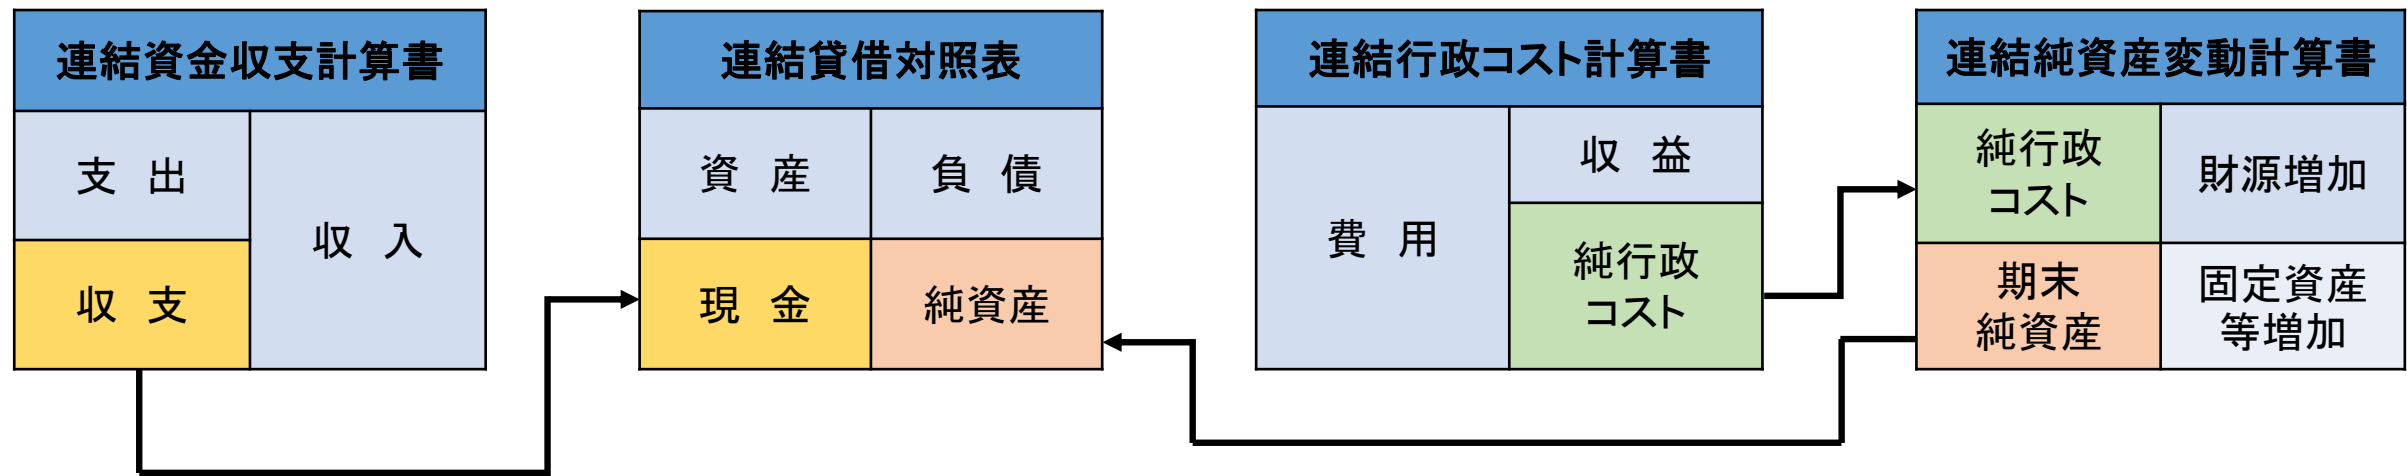 連結資金収支計算書
支 出
収 入
収 支
連結貸借対照表
資 産
負 債
現 金
純資産
連結行政コスト計算書
費 用
収 益
純行政
コスト
連結純資産変動計算書
純行政
コスト
財源増加
期末
純資産
固定資産
等増加